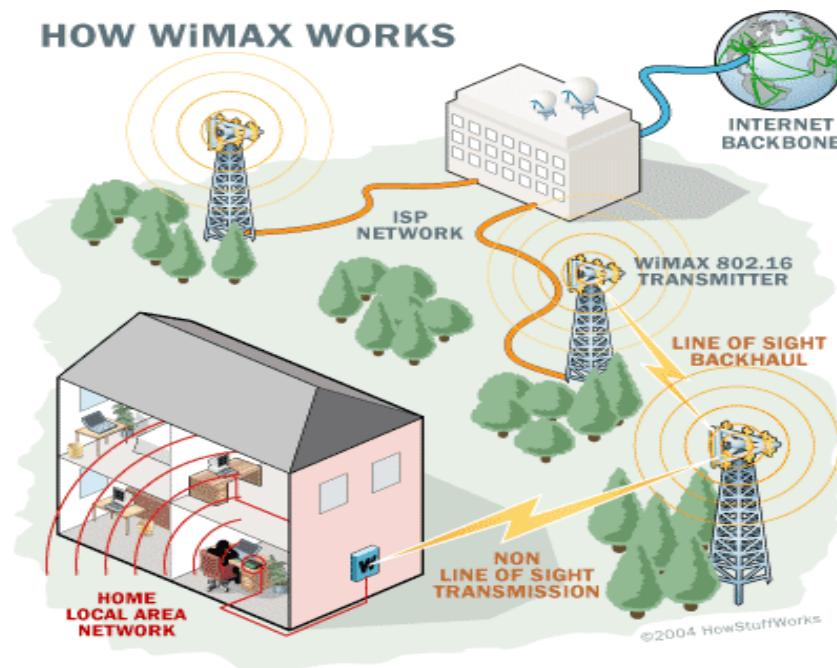 HOW WiMAX WORKS
INTERNET
BACKBONE
ISP
NETWORK
WiMAX 802.16
TRANSMITTER
LINE OF SIGHT
BACKHAUL
NON
LINE OF SIGHT
TRANSMISSION
HOME
LOCAL AREA
NETWORK
©2004 HowStuffWorks